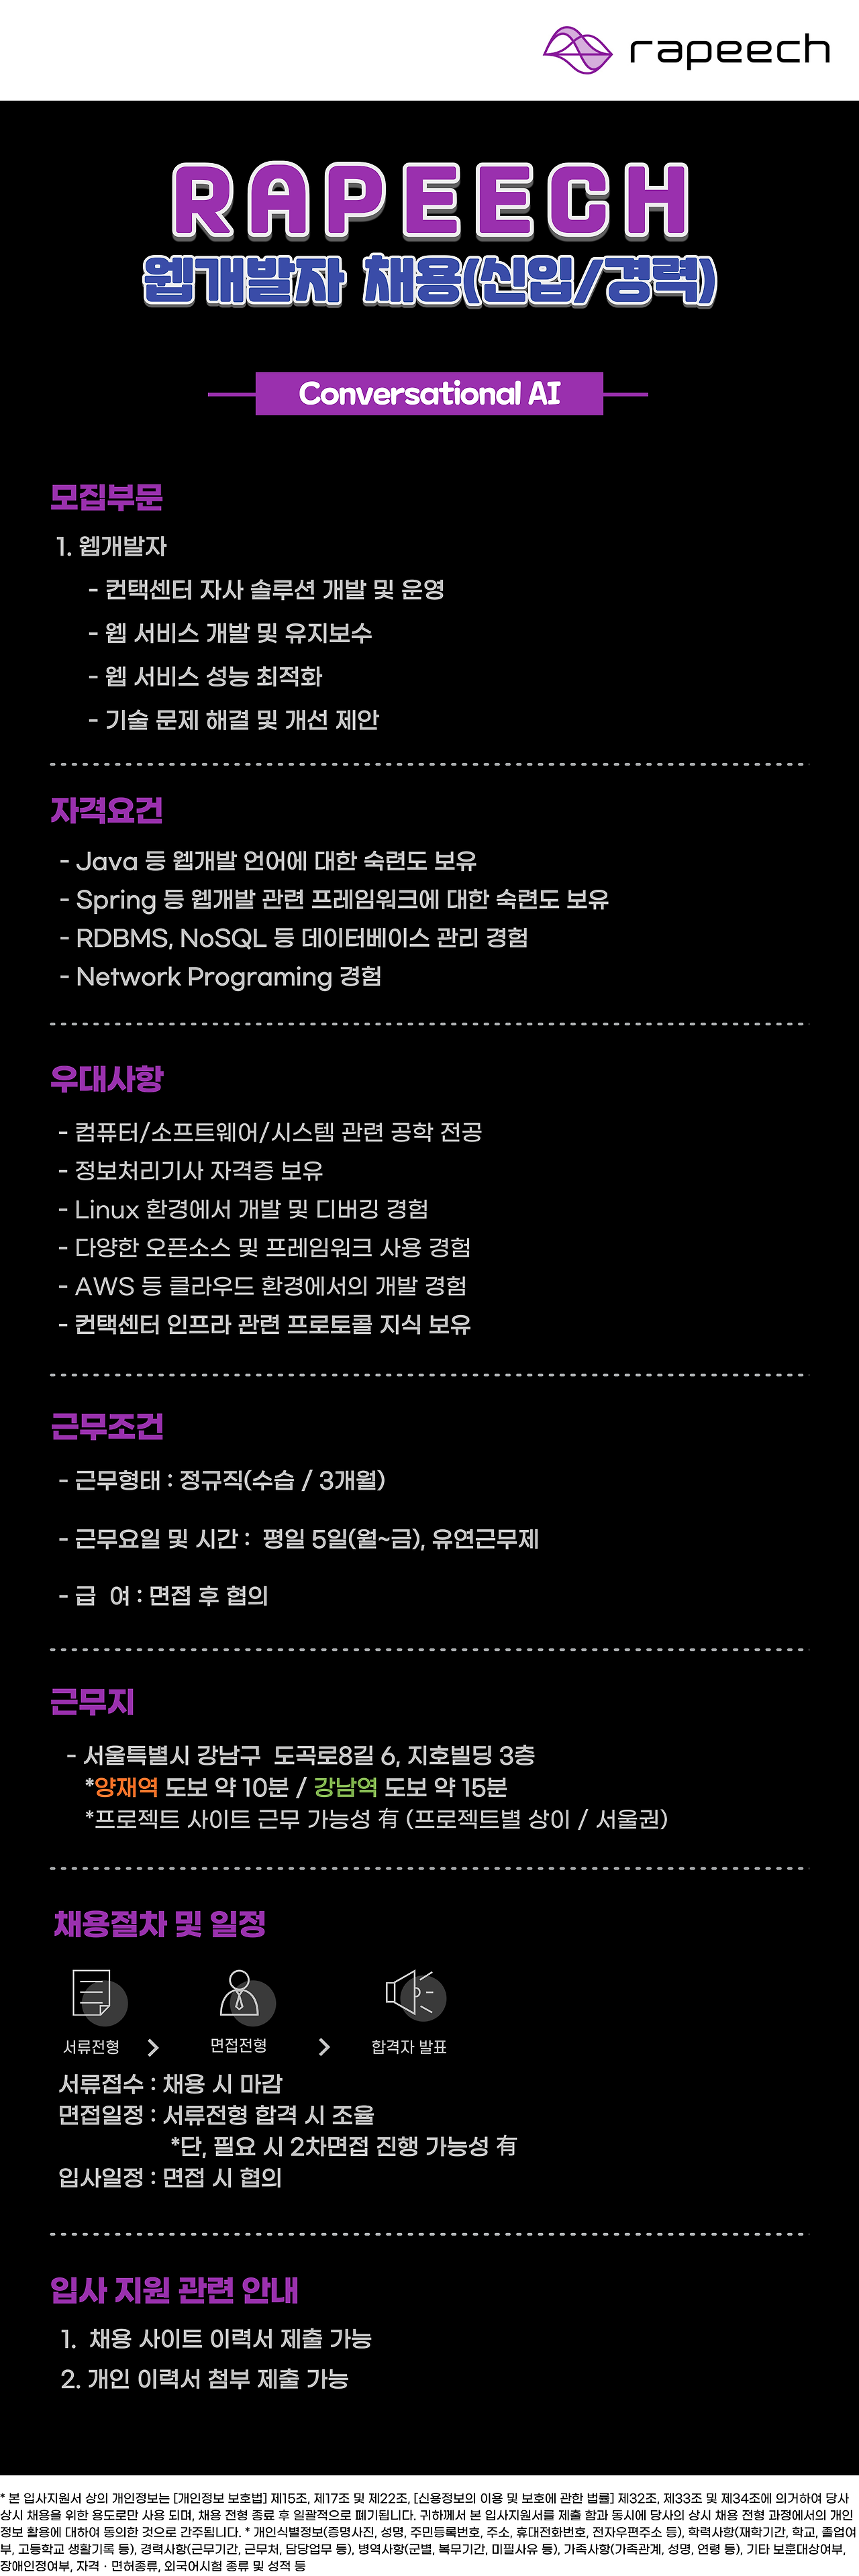 rapeech
RAPEECH
웹개발자 채용(신입/경력)
Conversational AI
모집부문
1. 웹개발자
- 컨택센터 자사 솔루션 개발 및 운영
- 웹 서비스 개발 및 유지보수
- 웹 서비스 성능 최적화
- 기술 문제 해결 및 개선 제안
자격요건
- Java 등 웹개발 언어에 대한 숙련도 보유
- Spring 등 웹개발 관련 프레임워크에 대한 숙련도 보유
- RDBMS, NoSQL 등 데이터베이스 관리 경험
- Network Programing 경험
우대사항
- 컴퓨터/소프트웨어/시스템 관련 공학 전공
- 정보처리기사 자격증 보유
- Linux 환경에서 개발 및 디버깅 경험
- 다양한 오픈소스 및 프레임워크 사용 경험
- AWS 등 클라우드 환경에서의 개발 경험
- 컨택센터 인프라 관련 프로토콜 지식 보유
근무조건
- 근무형태 : 정규직(수습 / 3개월)
- 근무요일 및 시간 : 평일 5일(월~금), 유연근무제
- 급 여 : 면접 후 협의
근무지
- 서울특별시 강남구 도곡로8길 6, 지호빌딩 3층
*양재역 도보 약 10분 / 강남역 도보 약 15분
*프로젝트 사이트 근무 가능성 有 (프로젝트별 상이 / 서울권)
채용절차 및 일정
서류전형 > 면접전형 > 합격자 발표
서류접수 : 채용 시 마감
면접일정 : 서류전형 합격 시 조율
*단, 필요 시 2차면접 진행 가능성 有
입사일정 : 면접 시 협의
입사 지원 관련 안내
1. 채용 사이트 이력서 제출 가능
2. 개인 이력서 첨부 제출 가능
* 본 입사지원서 상의 개인정보는 [개인정보 보호법] 제15조, 제17조 및 제22조, [신용정보의 이용 및 보호에 관한 법률] 제32조, 제33조 및 제34조에 의거하여 당사
상시 채용을 위한 용도로만 사용 되며, 채용 전형 종료 후 일괄적으로 폐기됩니다. 귀하께서 본 입사지원서를 제출 함과 동시에 당사의 상시 채용 전형 과정에서의 개인
정보 활용에 대하여 동의한 것으로 간주됩니다. * 개인식별정보(증명사진, 성명, 주민등록번호, 주소, 휴대전화번호, 전자우편주소 등), 학력사항(재학기간, 학교, 졸업여
부, 고등학교 생활기록 등), 경력사항(근무기간, 근무처, 담당업무 등), 병역사항(군별, 복무기간, 미필사유 등), 가족사항(가족관계, 성명, 연령 등), 기타 보훈대상여부,
장애인정여부, 자격 · 면허종류, 외국어시험 종류 및 성적 등